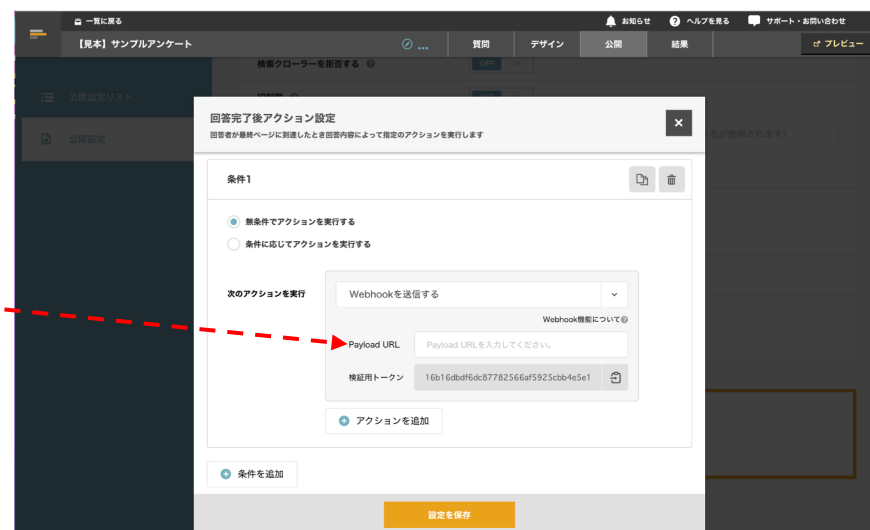 一覧に戻る
お知らせ
ヘルプを見る
サポート・お問い合わせ
【見本】サンプルアンケート
...
質問
デザイン
公開
結果
プレビュー
検索クローラーを拒否する
OFF
公開設定リスト
公開設定
回答完了後アクション設定
回答者が最終ページに到達したとき回答内容によって指定のアクションを実行します
名が使用されます)
条件1
無条件でアクションを実行する
条件に応じてアクションを実行する
次のアクションを実行
Webhookを送信する
Webhook機能について
Payload URL
Payload URLを入力してください。
検証用トークン
16b16dbdf6dc87782566af5925cbb4e5e1
アクションを追加
条件を追加
設定を保存